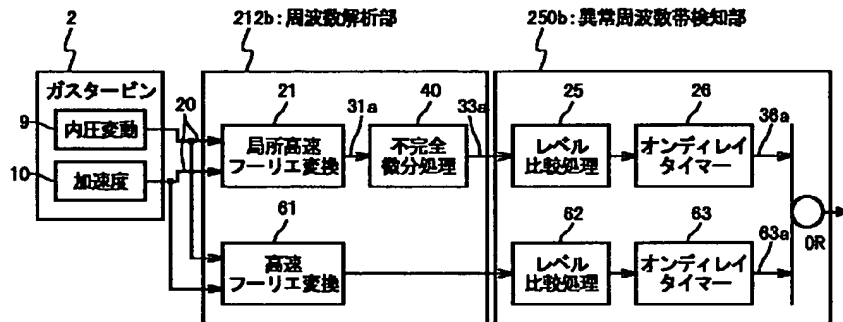 212b:周波数解析部
250b:異常周波数帯検知部
2
ガスタービン
9
内圧変動
10
加速度
20
21
局所高速
フーリエ変換
31a
40
不完全
微分処理
33a
25
レベル
比較処理
26
オンディレイ
タイマー
36a
61
高速
フーリエ変換
62
レベル
比較処理
63
オンディレイ
タイマー
63a
OR